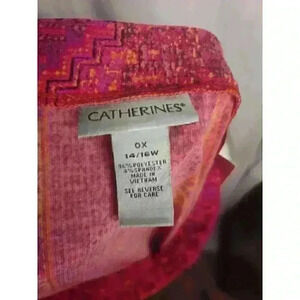 CATHERINES®
0X
14/16W
96% POLYESTER
4% SPANDEX
MADE IN
VIETNAM
SEE REVERSE
FOR CARE